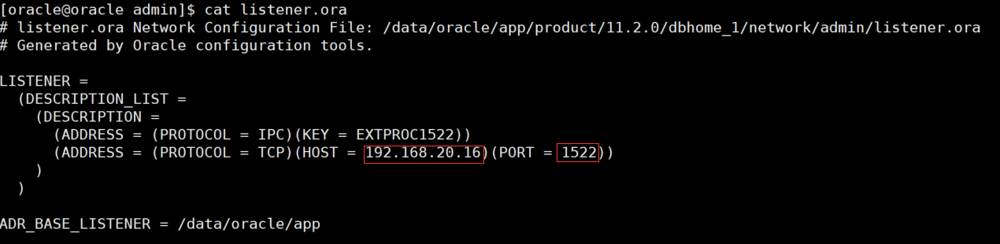 [oracle@oracle admin]$ cat listener.ora
# listener.ora Network Configuration File: /data/oracle/app/product/11.2.0/dbhome_1/network/admin/listener.ora
# Generated by Oracle configuration tools.

LISTENER =
  (DESCRIPTION_LIST =
    (DESCRIPTION =
      (ADDRESS = (PROTOCOL = IPC)(KEY = EXTPROC1522))
      (ADDRESS = (PROTOCOL = TCP)(HOST = 192.168.20.16)(PORT = 1522))
    )
  )

ADR_BASE_LISTENER = /data/oracle/app